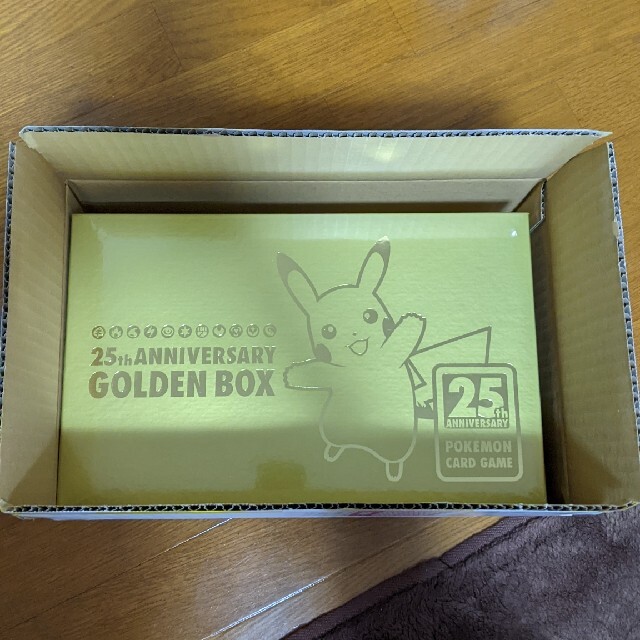 25th ANNIVERSARY
GOLDEN BOX
25th
ANNIVERSARY
POKEMON
CARD GAME